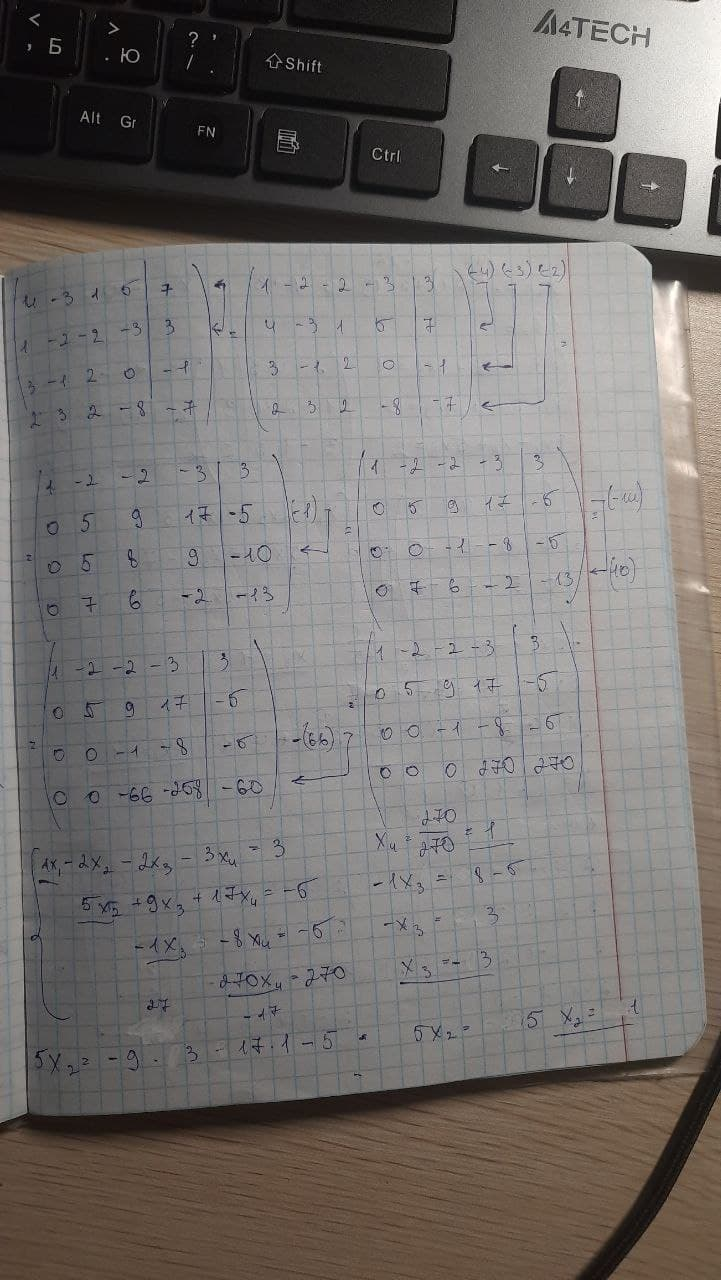 < , Б
> . Ю
? , / .
⇧Shift
A4TECH
Alt Gr
FN
Ctrl
↑
← ↓ →
4 -3 1 5 | 7
1 -2 -2 -3 | 3
3 -1 2 0 | -1
2 3 2 -8 | -7
=
1 -2 -2 -3 | 3 (-4) (-3) (-2)
4 -3 1 5 | 7
3 -1 2 0 | -1
2 3 2 -8 | -7
=
1 -2 -2 -3 | 3
0 5 9 17 | -5 (-1)
0 5 8 9 | -10
0 7 6 -2 | -13
=
1 -2 -2 -3 | 3
0 5 9 17 | -5
0 0 -1 -8 | -5
0 7 6 -2 | -13 (10)
=
1 -2 -2 -3 | 3
0 5 9 17 | -5
0 0 -1 -8 | -5 -(66)
0 0 -66 -258 | -60
=
1 -2 -2 -3 | 3
0 5 9 17 | -5
0 0 -1 -8 | -5
0 0 0 270 | 270
1x₁ - 2x₂ - 2x₃ - 3x₄ = 3
5x₂ + 9x₃ + 17x₄ = -5
-1x₃ - 8x₄ = -5
270x₄ = 270
x₄ = 270/270 = 1
-1x₃ = 8 - 5
-x₃ = 3
x₃ = - 3
27 -17
5x₂ = -9 · 3 - 17 · 1 - 5
5x₂ = 5 x₂ = 1